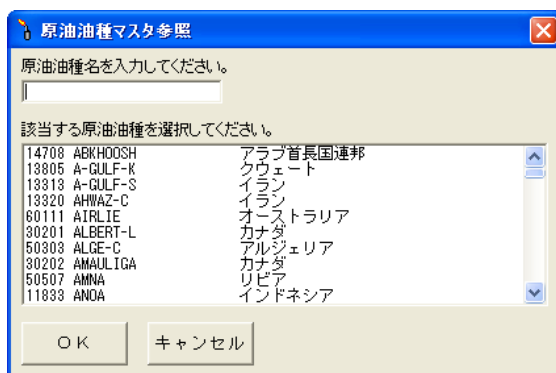 原油油種マスタ参照
原油油種名を入力してください。
該当する原油油種を選択してください。
14708 ABKHOOSH アラブ首長国連邦
13805 A-GULF-K クウェート
13313 A-GULF-S イラン
13320 AHWAZ-C イラン
60111 AIRLIE オーストラリア
30201 ALBERT-L カナダ
50303 ALGE-C アルジェリア
30202 AMAULIGA カナダ
50507 AMNA リビア
11833 ANOA インドネシア
OK キャンセル